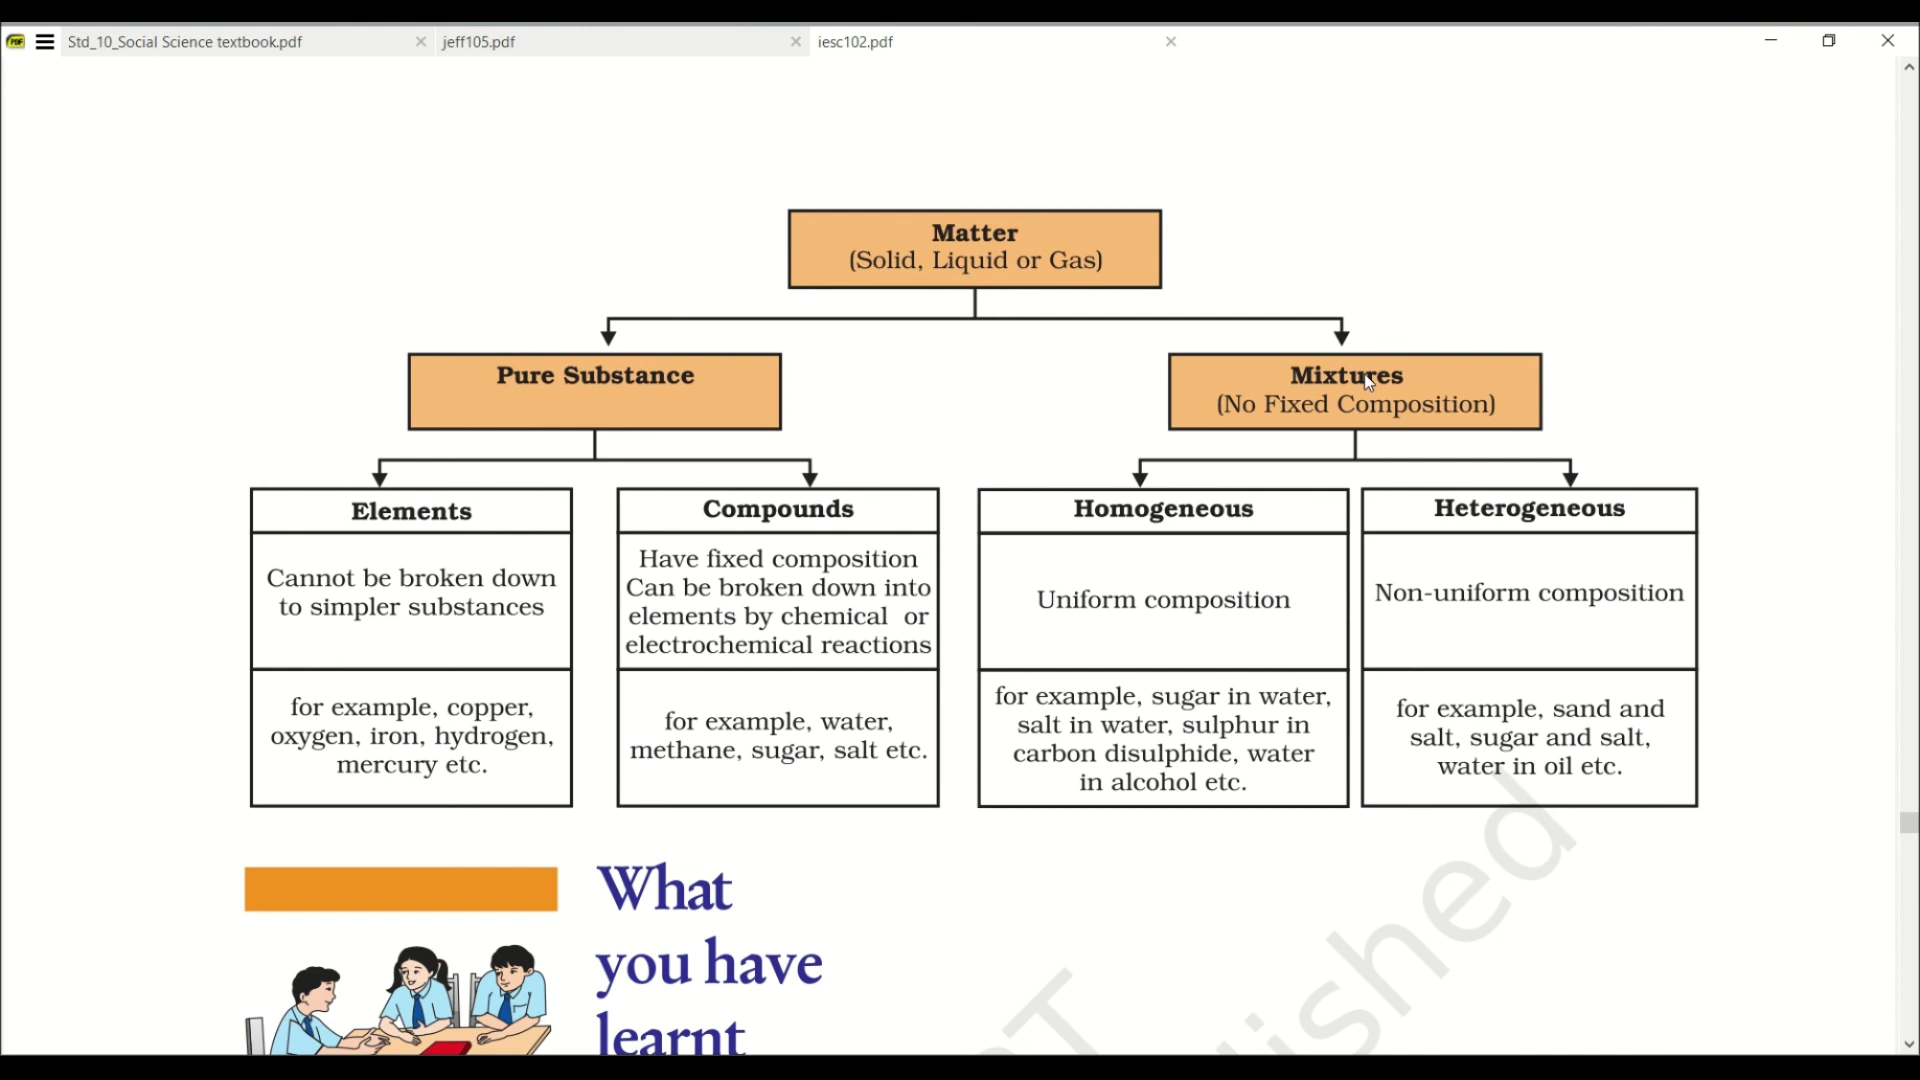 PDF
Std_10_Social Science textbook.pdf
jeff105.pdf
iesc102.pdf
Matter
(Solid, Liquid or Gas)
Pure Substance
Mixtures
(No Fixed Composition)
Elements
Cannot be broken down
to simpler substances
for example, copper,
oxygen, iron, hydrogen,
mercury etc.
Compounds
Have fixed composition
Can be broken down into
elements by chemical or
electrochemical reactions
for example, water,
methane, sugar, salt etc.
Homogeneous
Uniform composition
for example, sugar in water,
salt in water, sulphur in
carbon disulphide, water
in alcohol etc.
Heterogeneous
Non-uniform composition
for example, sand and
salt, sugar and salt,
water in oil etc.
What
you have
learnt